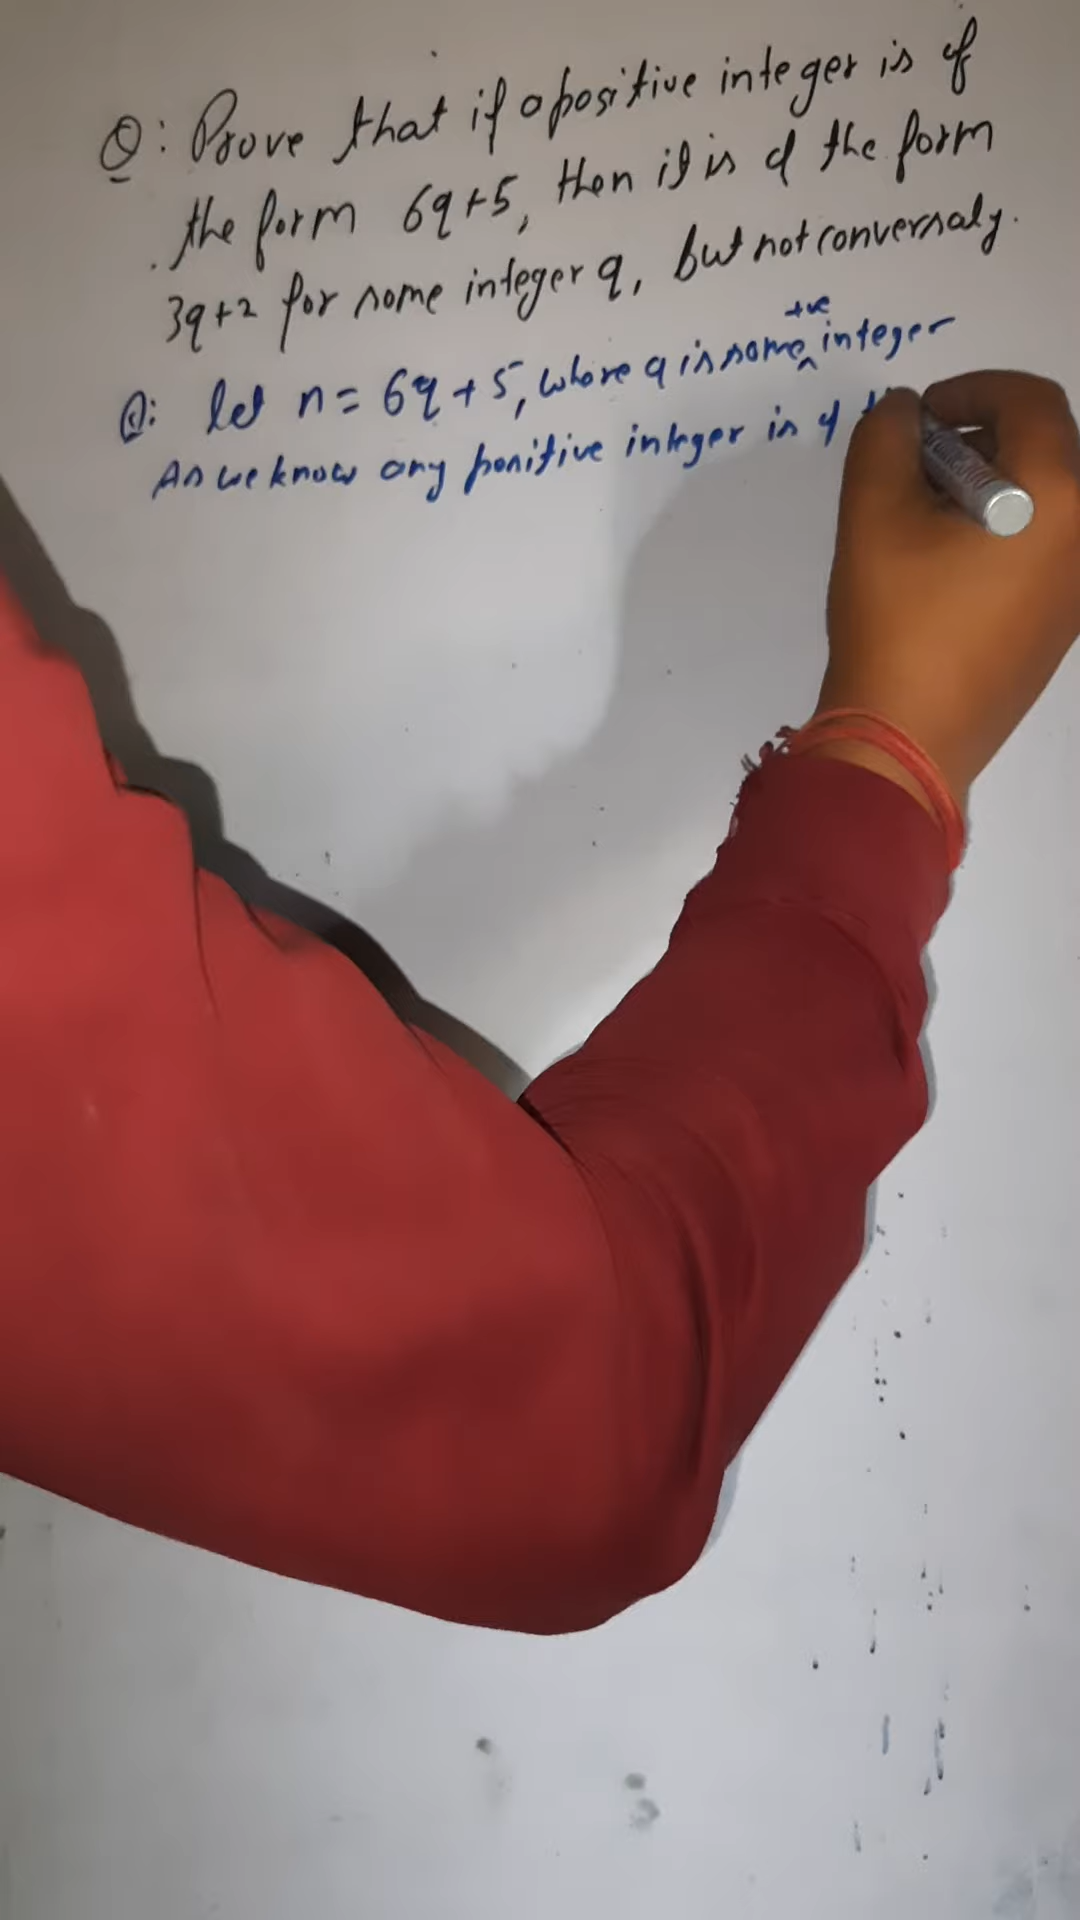 Q: Prove that if a positive integer is of
the form 6q+5, then it is of the form
3q+2 for some integer q, but not conversaly.
Q: let n = 6q + 5, where q is some +ve integer
As we know any positive integer is of